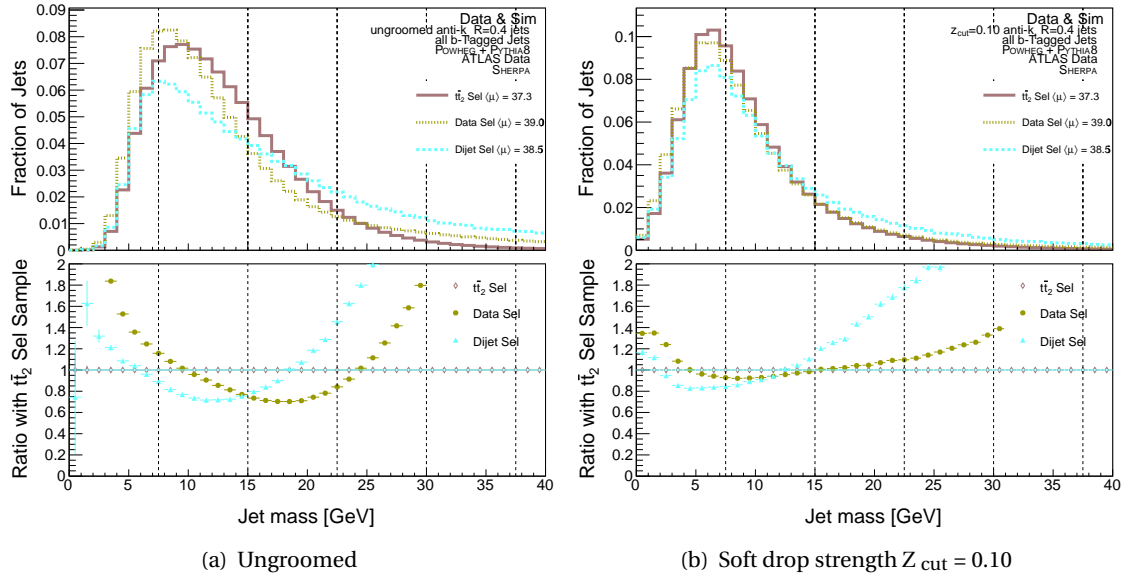 Data & Sim
ungroomed anti-k R=0.4 jets
all b-Tagged Jets
POWHEG + PYTHIA8
ATLAS Data
SHERPA
tt̄₂ Sel ⟨μ⟩ = 37.3
Data Sel ⟨μ⟩ = 39.0
Dijet Sel ⟨μ⟩ = 38.5
Fraction of Jets
0.09
0.08
0.07
0.06
0.05
0.04
0.03
0.02
0.01
0
Ratio with tt̄₂ Sel Sample
2
1.8
1.6
1.4
1.2
1
0.8
0.6
0.4
0.2
0
tt̄₂ Sel
Data Sel
Dijet Sel
0 5 10 15 20 25 30 35 40
Jet mass [GeV]
(a) Ungroomed
Data & Sim
z_cut=0.10 anti-k R=0.4 jets
all b-Tagged Jets
POWHEG + PYTHIA8
ATLAS Data
SHERPA
tt̄₂ Sel ⟨μ⟩ = 37.3
Data Sel ⟨μ⟩ = 39.0
Dijet Sel ⟨μ⟩ = 38.5
Fraction of Jets
0.1
0.08
0.06
0.04
0.02
0
Ratio with tt̄₂ Sel Sample
2
1.8
1.6
1.4
1.2
1
0.8
0.6
0.4
0.2
0
tt̄₂ Sel
Data Sel
Dijet Sel
0 5 10 15 20 25 30 35 40
Jet mass [GeV]
(b) Soft drop strength Z cut = 0.10